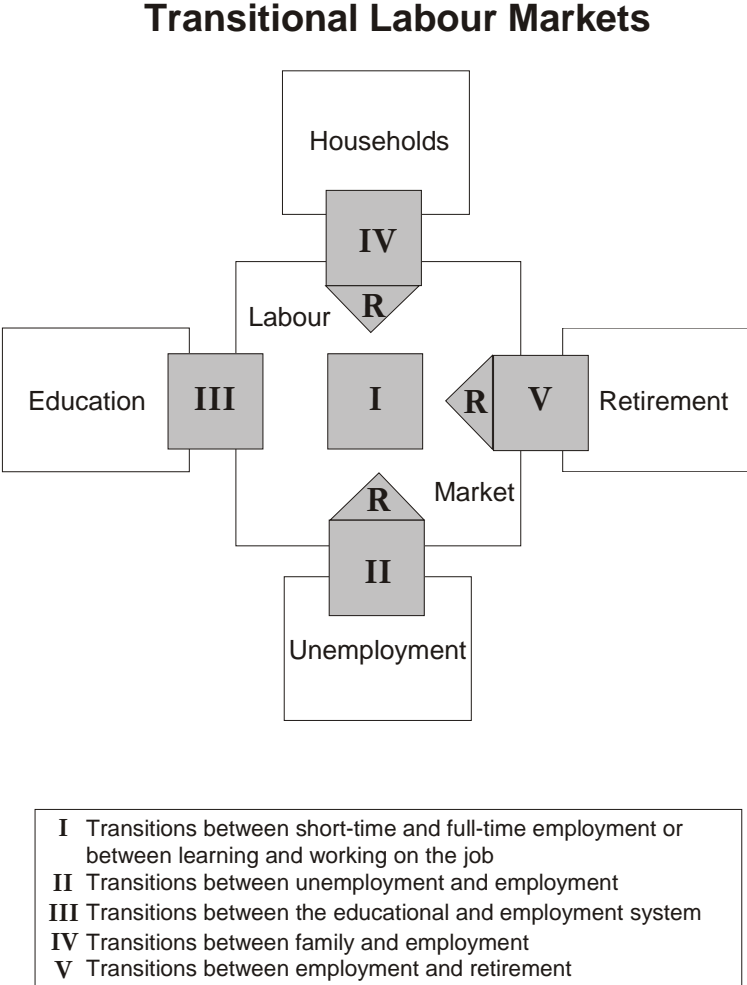 Transitional Labour Markets
Households
IV
R
Labour
Education
III
I
R
V
Retirement
R
Market
II
Unemployment
I Transitions between short-time and full-time employment or
between learning and working on the job
II Transitions between unemployment and employment
III Transitions between the educational and employment system
IV Transitions between family and employment
V Transitions between employment and retirement